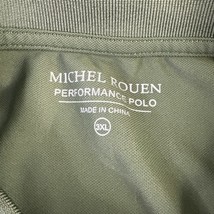 MICHEL ROUEN
PERFORMANCE POLO
MADE IN CHINA
3XL